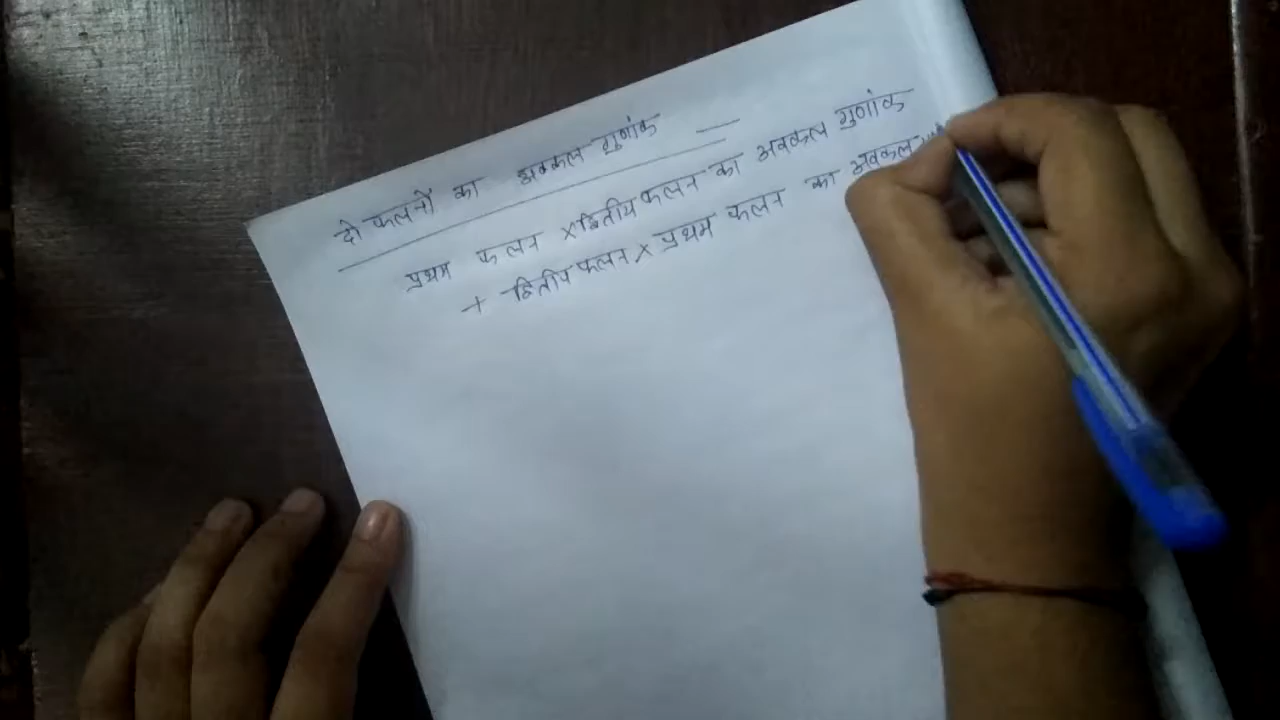 दो फलनों का अवकल गुणांक
प्रथम फलन x द्वितीय फलन का अवकल गुणांक
+ द्वितीय फलन x प्रथम फलन का अवकल